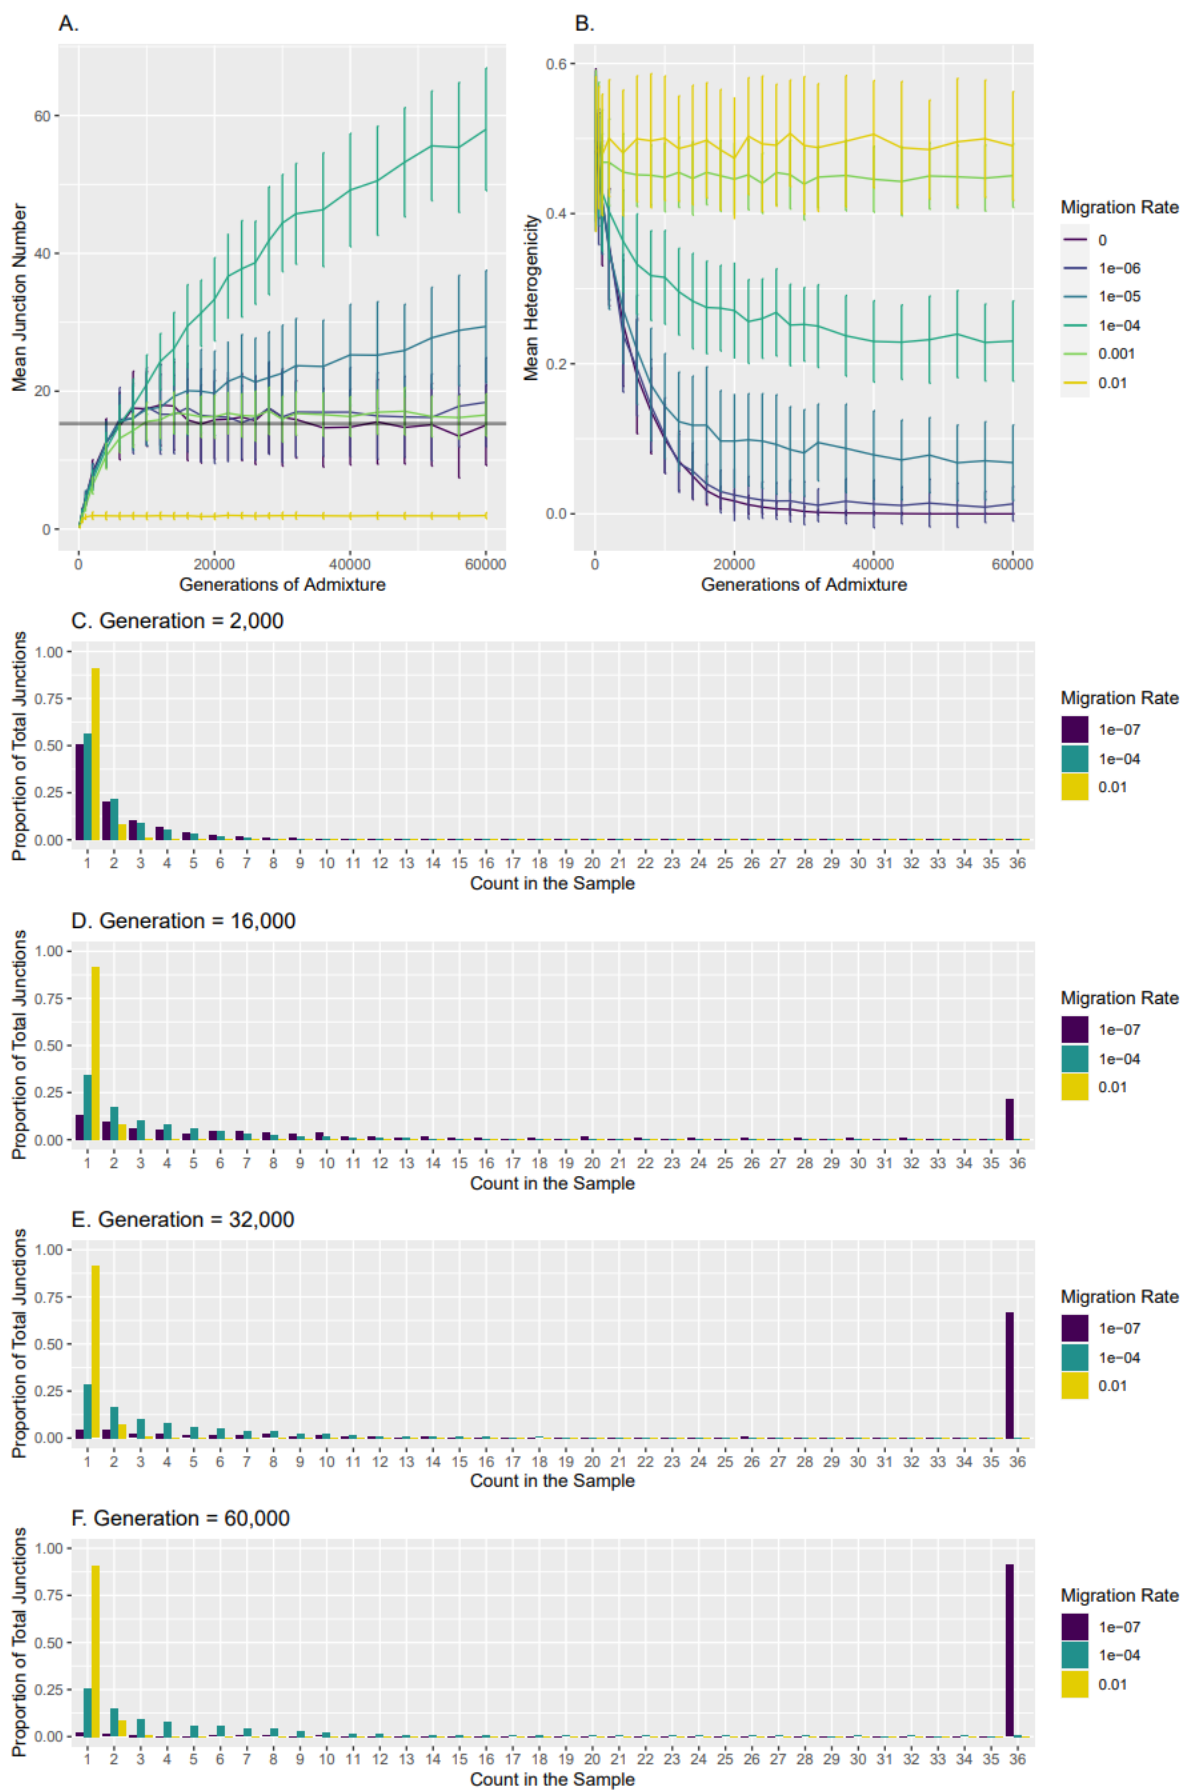 A.
B.
60
40
20
0
Mean Junction Number
0 20000 40000 60000
Generations of Admixture
0.6
0.4
0.2
0.0
Mean Heterogenicity
0 20000 40000 60000
Generations of Admixture
Migration Rate
0
1e−06
1e−05
1e−04
0.001
0.01
C. Generation = 2,000
1.00
0.75
0.50
0.25
0.00
Proportion of Total Junctions
1 2 3 4 5 6 7 8 9 10 11 12 13 14 15 16 17 18 19 20 21 22 23 24 25 26 27 28 29 30 31 32 33 34 35 36
Count in the Sample
Migration Rate
1e−07
1e−04
0.01
D. Generation = 16,000
1.00
0.75
0.50
0.25
0.00
Proportion of Total Junctions
1 2 3 4 5 6 7 8 9 10 11 12 13 14 15 16 17 18 19 20 21 22 23 24 25 26 27 28 29 30 31 32 33 34 35 36
Count in the Sample
Migration Rate
1e−07
1e−04
0.01
E. Generation = 32,000
1.00
0.75
0.50
0.25
0.00
Proportion of Total Junctions
1 2 3 4 5 6 7 8 9 10 11 12 13 14 15 16 17 18 19 20 21 22 23 24 25 26 27 28 29 30 31 32 33 34 35 36
Count in the Sample
Migration Rate
1e−07
1e−04
0.01
F. Generation = 60,000
1.00
0.75
0.50
0.25
0.00
Proportion of Total Junctions
1 2 3 4 5 6 7 8 9 10 11 12 13 14 15 16 17 18 19 20 21 22 23 24 25 26 27 28 29 30 31 32 33 34 35 36
Count in the Sample
Migration Rate
1e−07
1e−04
0.01